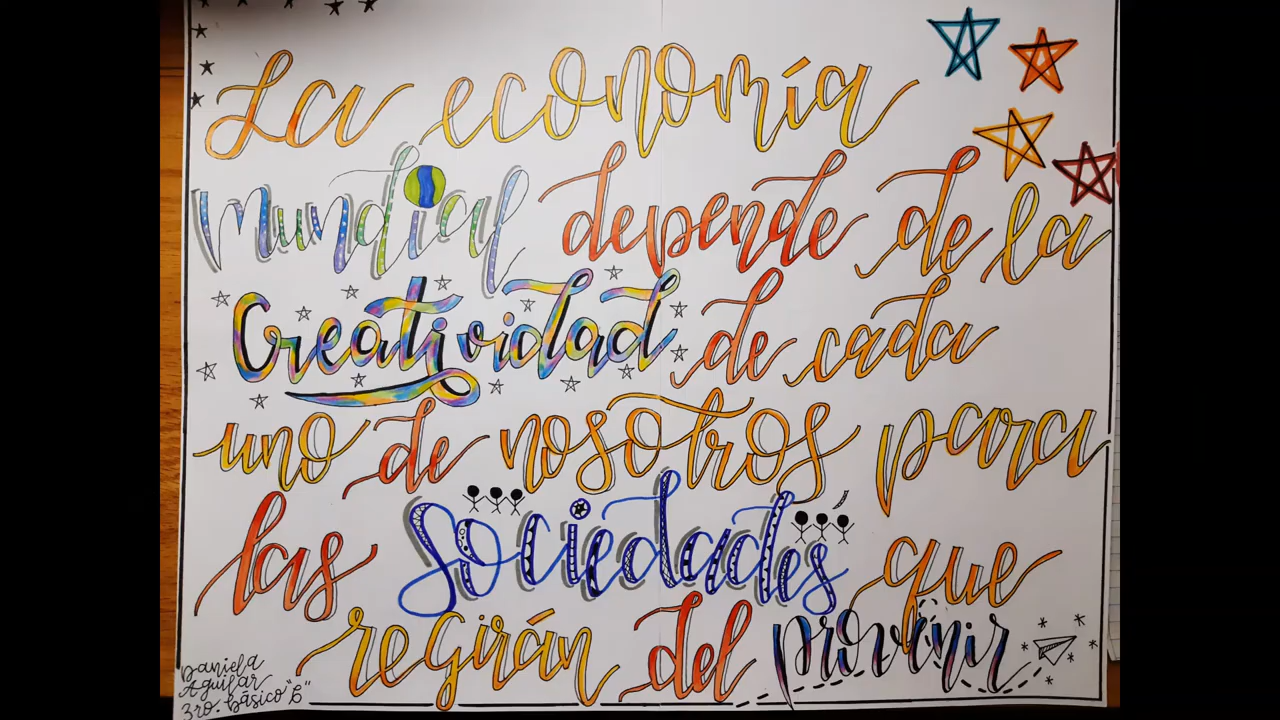 La economía
mundial depende de la
Creatividad de cada
uno de nosotros para
las sociedades que
regirán del provenir
Daniela
Aguilar
3ro. básico "C"